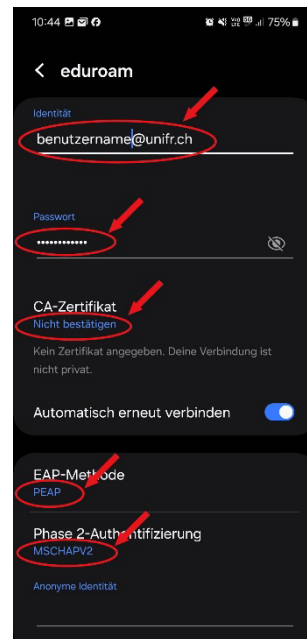 10:44 75%
eduroam
Identität
benutzername@unifr.ch
Passwort
••••••••••••
CA-Zertifikat
Nicht bestätigen
Kein Zertifikat angegeben. Deine Verbindung ist
nicht privat.
Automatisch erneut verbinden
EAP-Methode
PEAP
Phase 2-Authentifizierung
MSCHAPV2
Anonyme Identität